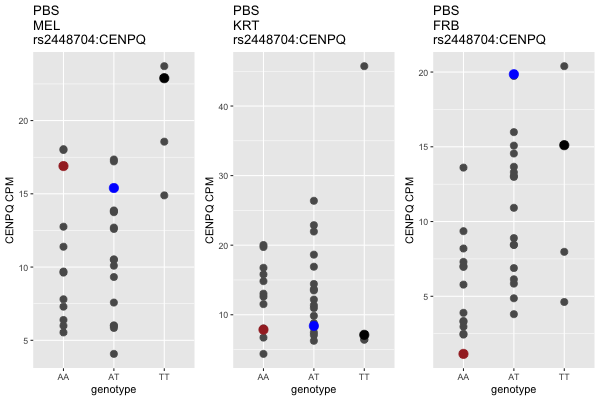 PBS
MEL
rs2448704:CENPQ
CENPQ CPM
20
15
10
5
AA
AT
TT
genotype
PBS
KRT
rs2448704:CENPQ
CENPQ CPM
40
30
20
10
AA
AT
TT
genotype
PBS
FRB
rs2448704:CENPQ
CENPQ CPM
20
15
10
5
AA
AT
TT
genotype